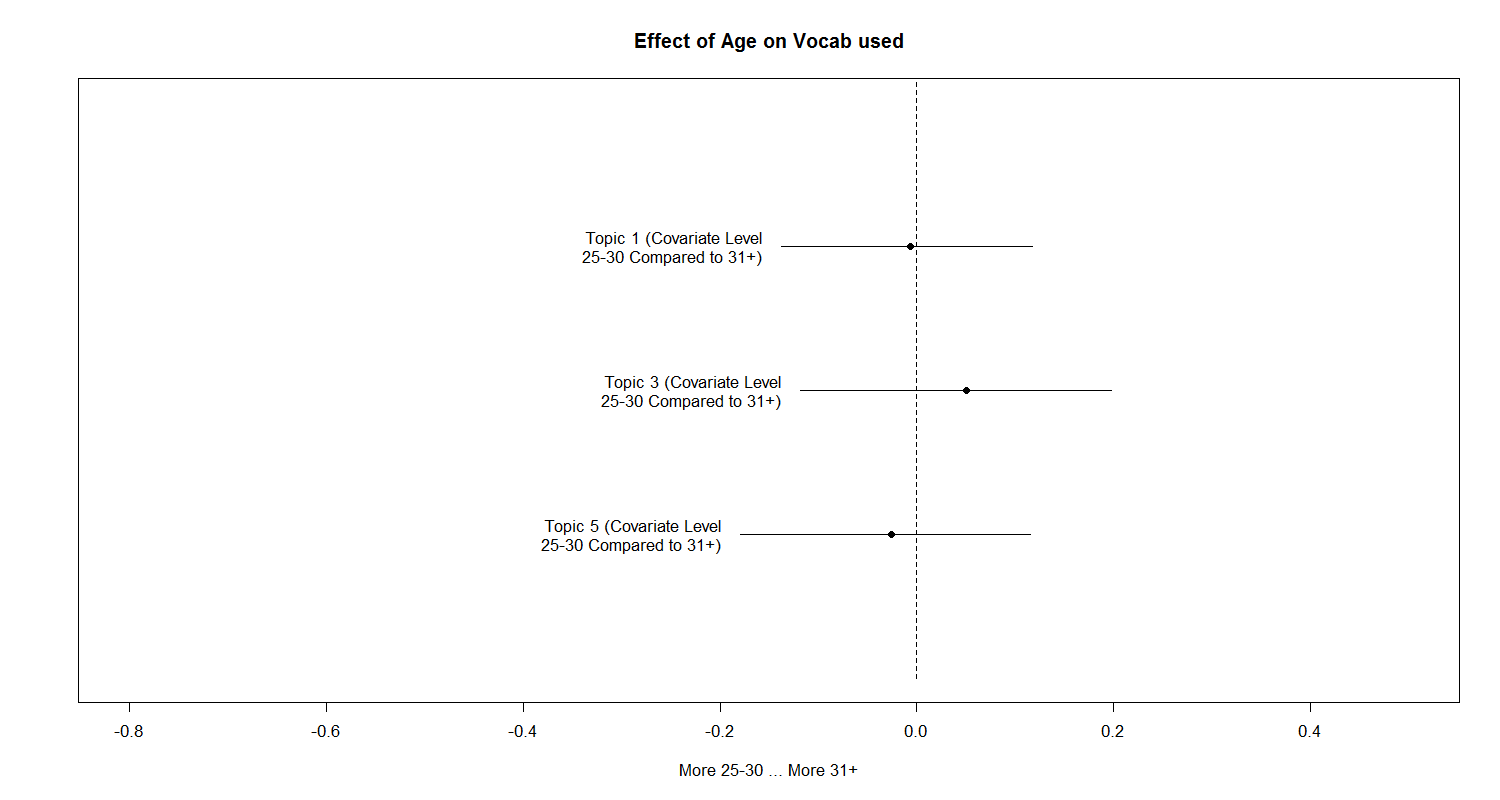 Effect of Age on Vocab used
Topic 1 (Covariate Level
25-30 Compared to 31+)
Topic 3 (Covariate Level
25-30 Compared to 31+)
Topic 5 (Covariate Level
25-30 Compared to 31+)
-0.8 -0.6 -0.4 -0.2 0.0 0.2 0.4
More 25-30 ... More 31+